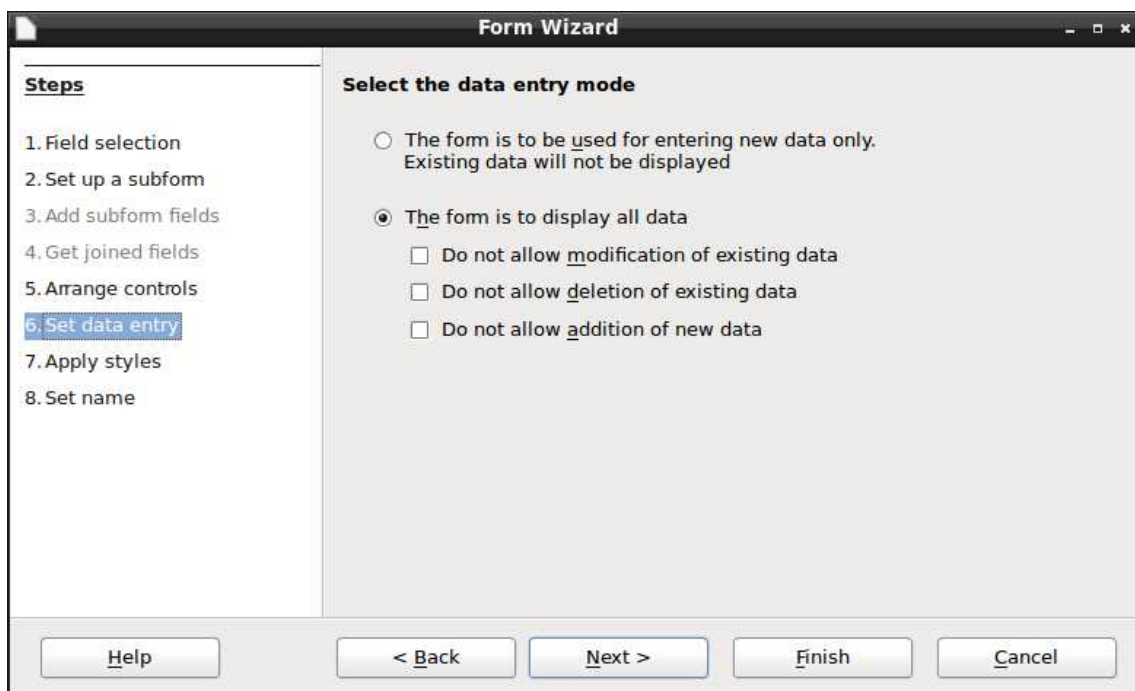 Form Wizard
Steps
1. Field selection
2. Set up a subform
3. Add subform fields
4. Get joined fields
5. Arrange controls
6. Set data entry
7. Apply styles
8. Set name
Select the data entry mode
The form is to be used for entering new data only.
Existing data will not be displayed
The form is to display all data
Do not allow modification of existing data
Do not allow deletion of existing data
Do not allow addition of new data
Help
< Back
Next >
Finish
Cancel